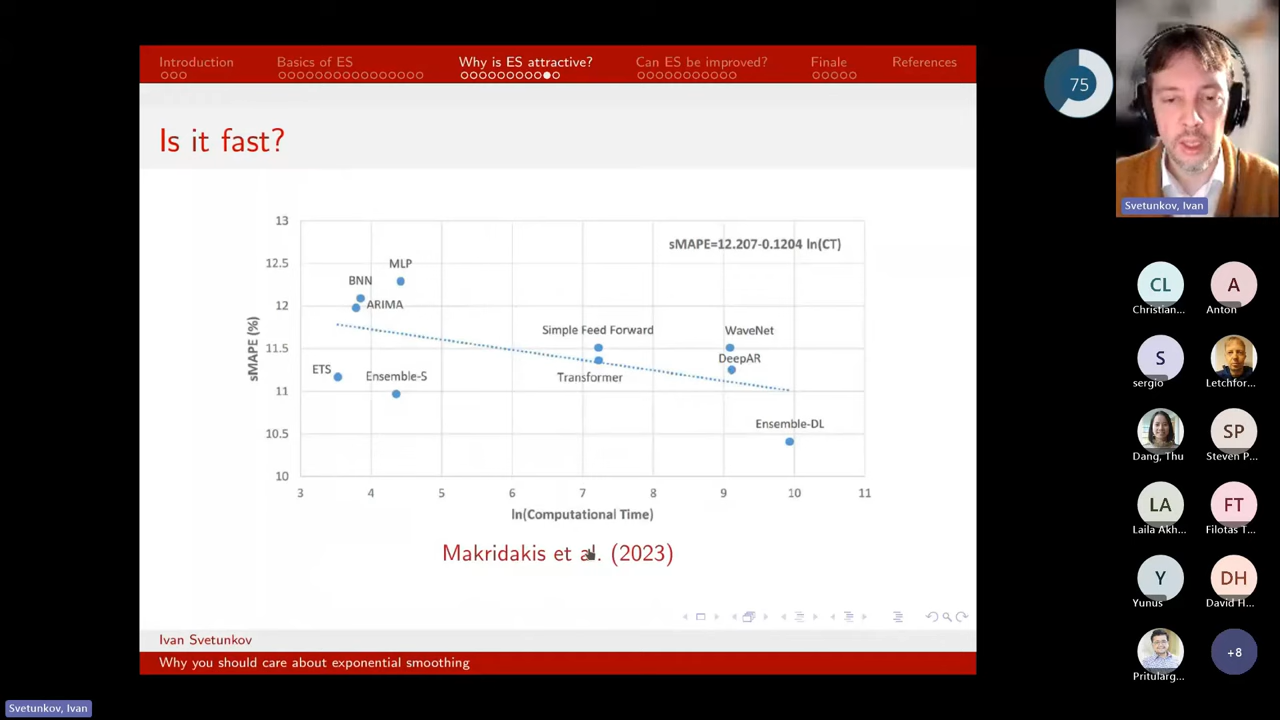 Introduction
Basics of ES
Why is ES attractive?
Can ES be improved?
Finale
References
Is it fast?
13
12.5
12
11.5
11
10.5
10
sMAPE (%)
sMAPE=12.207-0.1204 ln(CT)
MLP
BNN
ARIMA
ETS
Ensemble-S
Simple Feed Forward
Transformer
WaveNet
DeepAR
Ensemble-DL
3 4 5 6 7 8 9 10 11
ln(Computational Time)
Makridakis et al. (2023)
Ivan Svetunkov
Why you should care about exponential smoothing
75
Svetunkov, Ivan
CL
Christian...
A
Anton
S
sergio
Letchfor...
Dang, Thu
SP
Steven P...
LA
Laila Akh...
FT
Filotas T...
Y
Yunus
DH
David H...
Pritularg...
+8
Svetunkov, Ivan